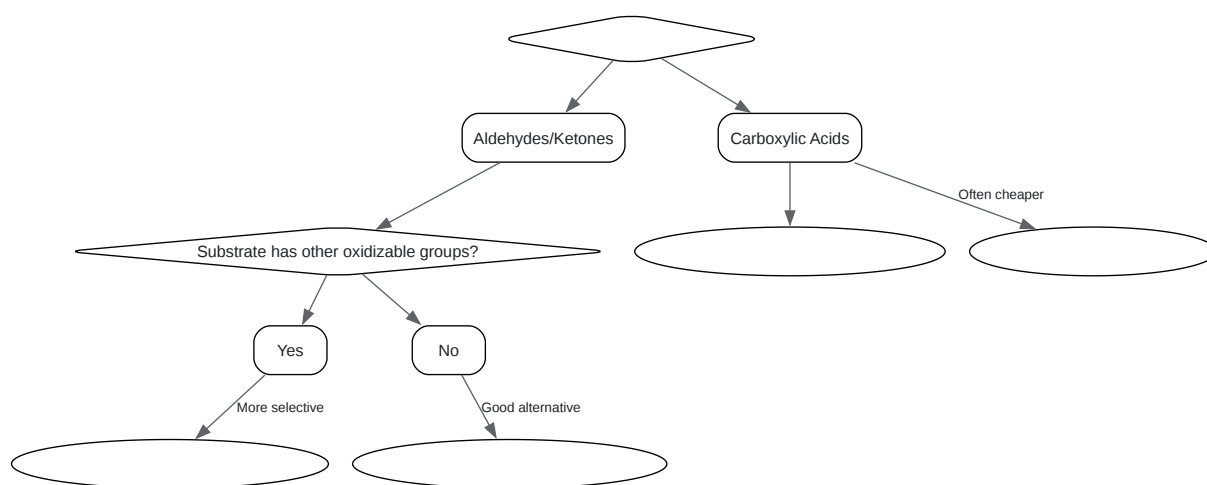 Aldehydes/Ketones
Carboxylic Acids
Often cheaper
Substrate has other oxidizable groups?
Yes
No
More selective
Good alternative